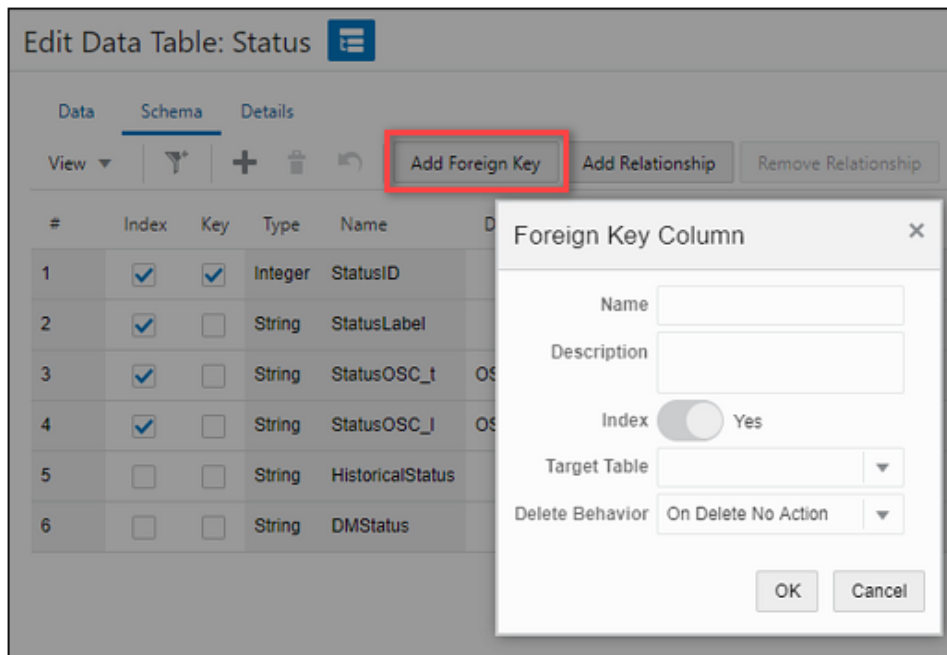 Edit Data Table: Status
Data Schema Details
View Add Foreign Key Add Relationship Remove Relationship
# Index Key Type Name D
1 Integer StatusID
2 String StatusLabel
3 String StatusOSC_t OS
4 String StatusOSC_l OS
5 String HistoricalStatus
6 String DMStatus
Foreign Key Column
Name
Description
Index Yes
Target Table
Delete Behavior On Delete No Action
OK Cancel